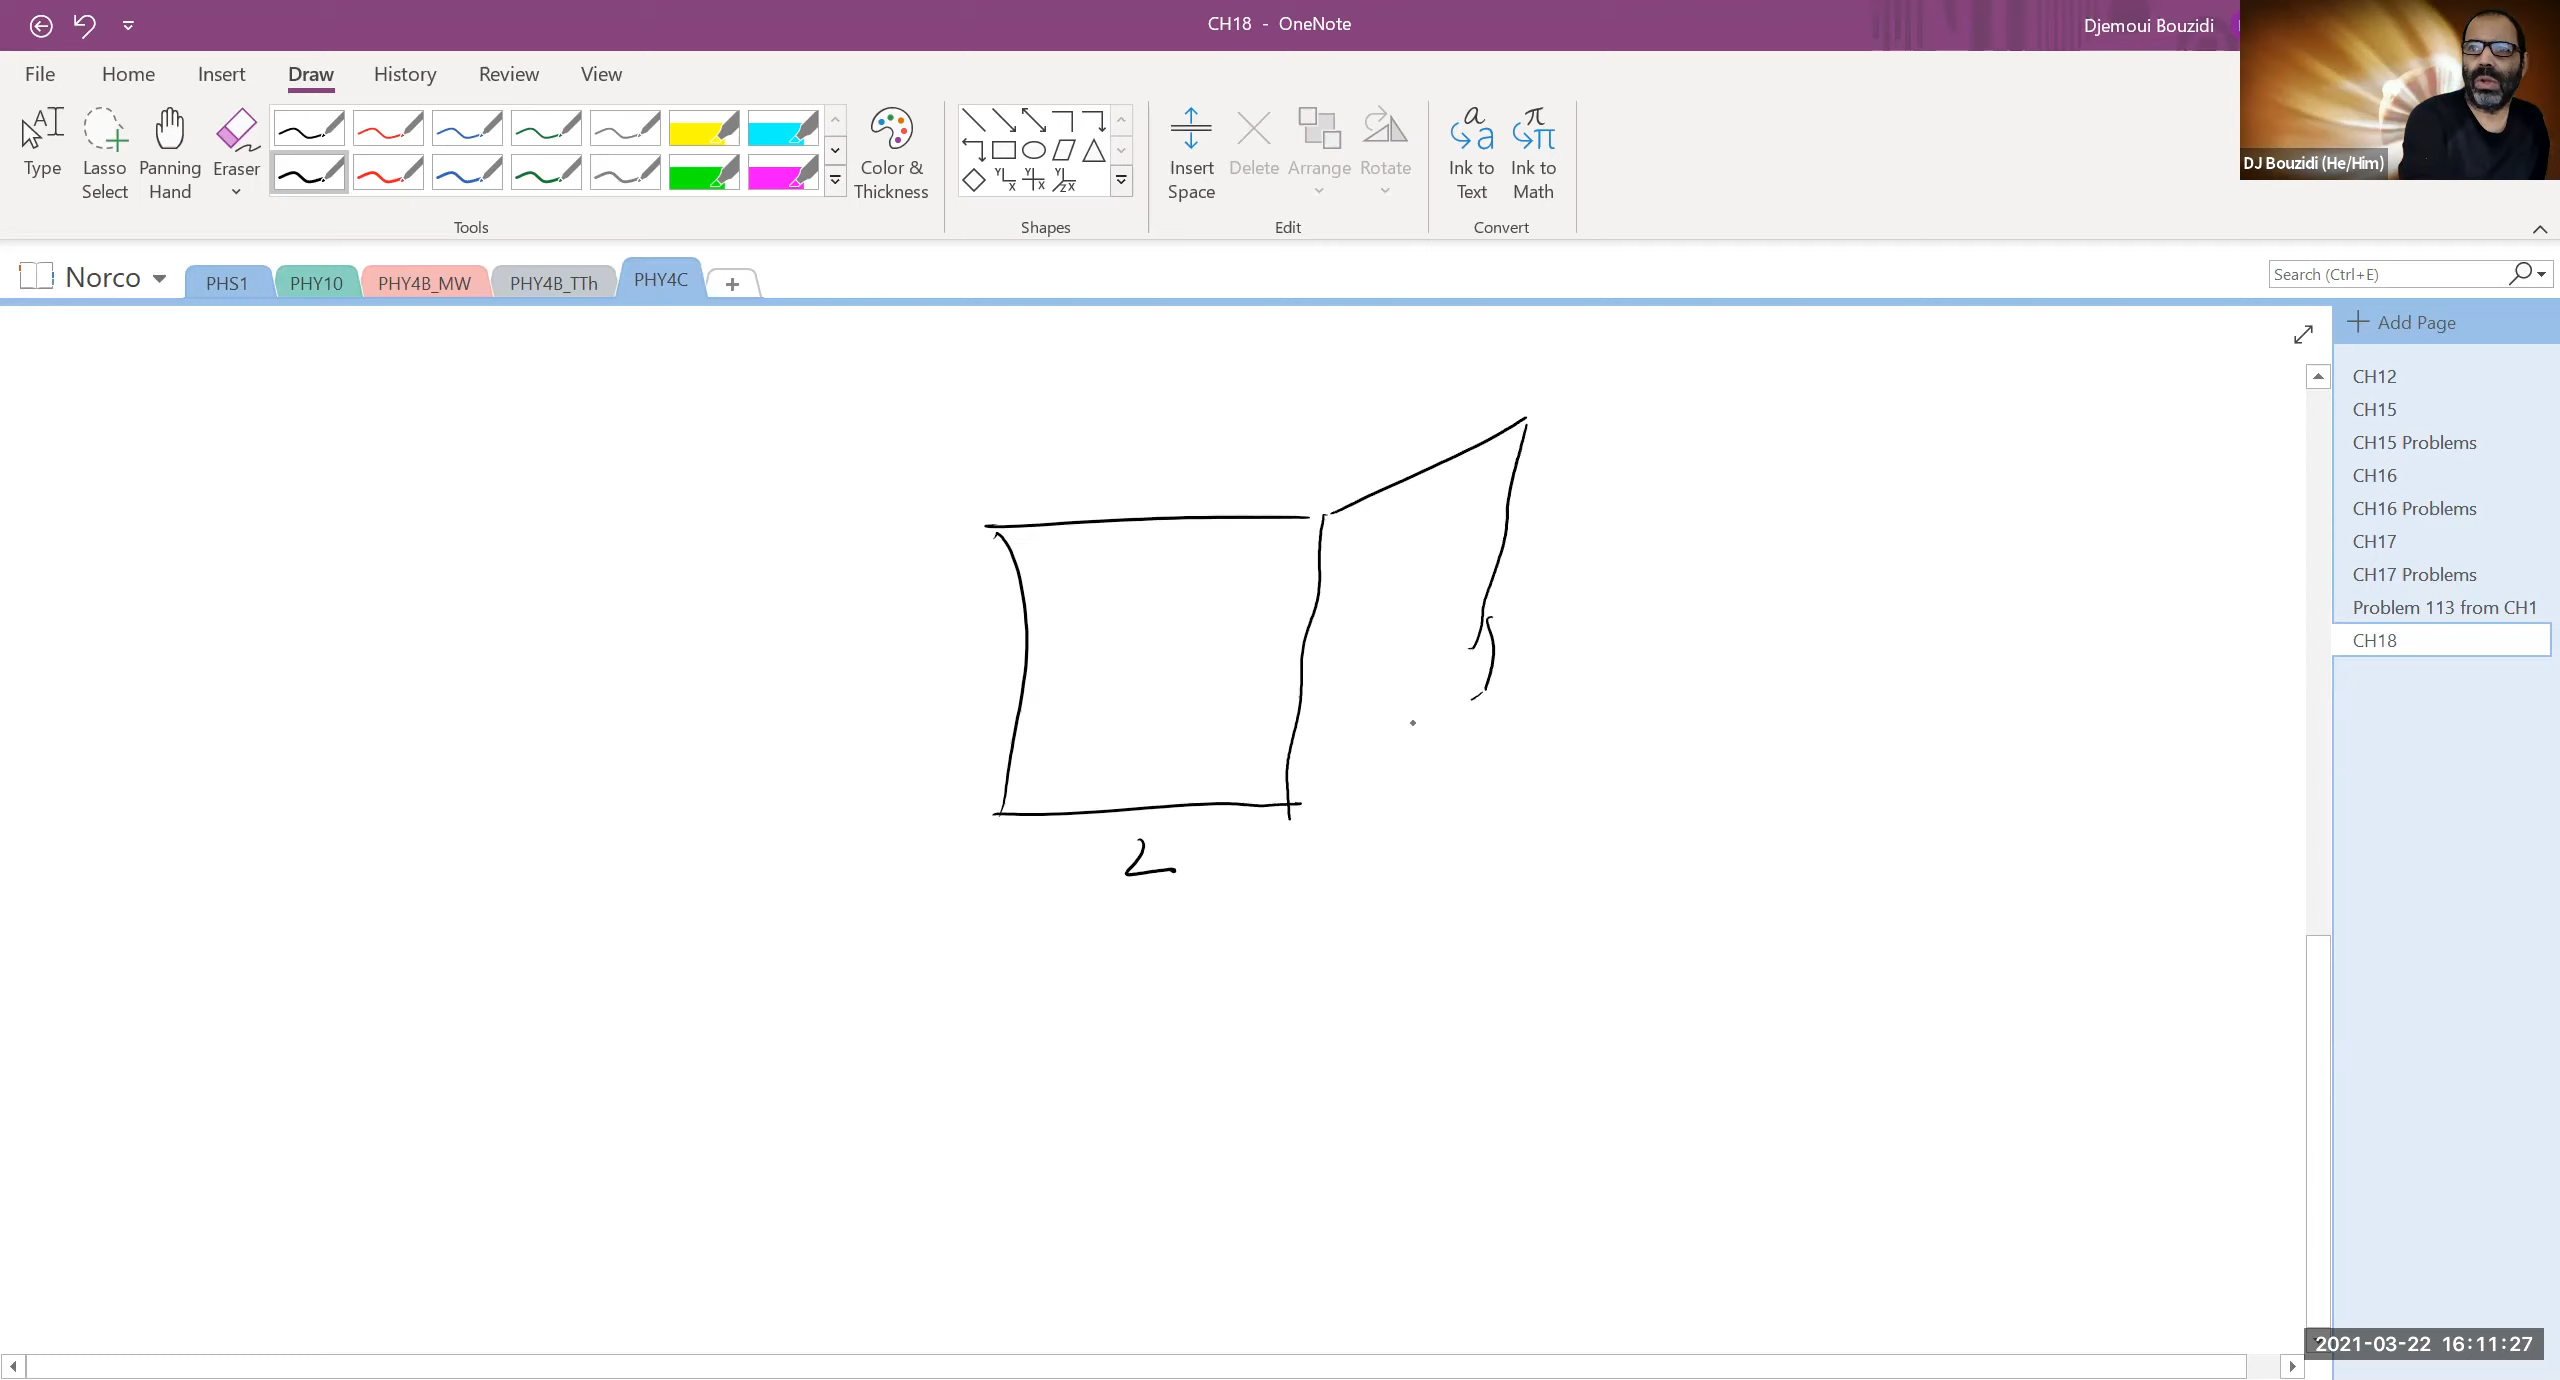 CH18 - OneNote
Djemoui Bouzidi
File Home Insert Draw History Review View
Type
Lasso Select
Panning Hand
Eraser
Color & Thickness
Insert Space
Delete
Arrange
Rotate
Ink to Text
Ink to Math
Tools
Shapes
Edit
Convert
DJ Bouzidi (He/Him)
Norco
PHS1
PHY10
PHY4B_MW
PHY4B_TTh
PHY4C
Search (Ctrl+E)
Add Page
CH12
CH15
CH15 Problems
CH16
CH16 Problems
CH17
CH17 Problems
Problem 113 from CH1
CH18
2021-03-22 16:11:27